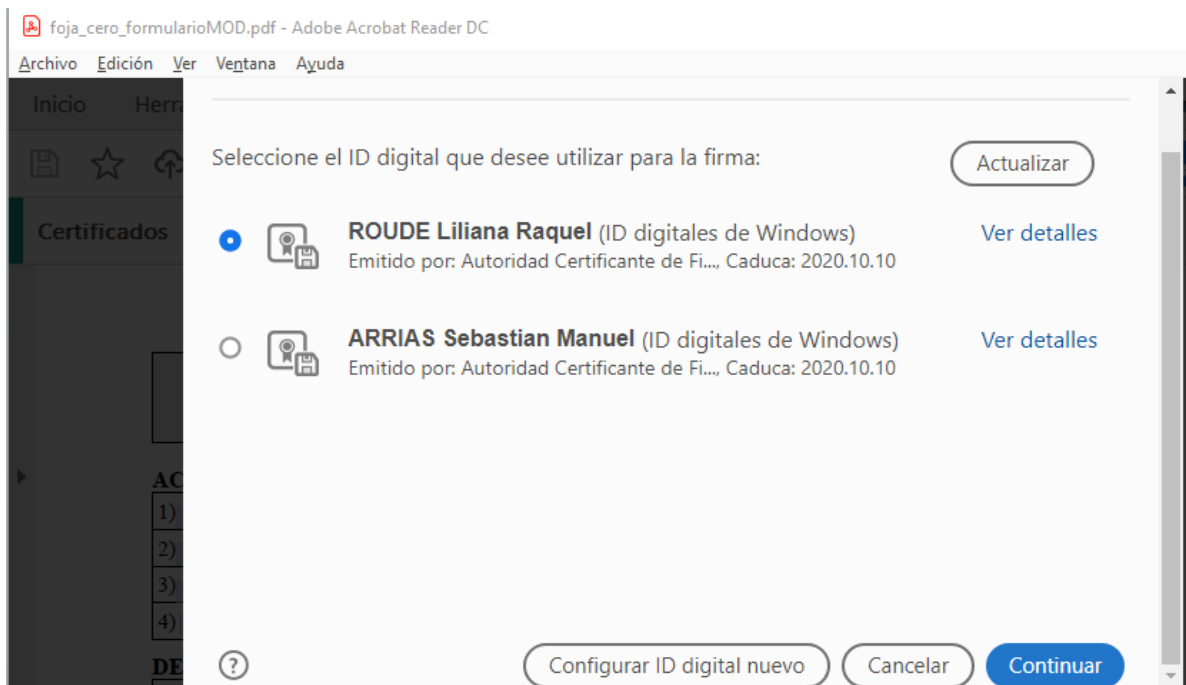 foja_cero_formularioMOD.pdf - Adobe Acrobat Reader DC
Archivo Edición Ver Ventana Ayuda
Inicio Herra
Seleccione el ID digital que desee utilizar para la firma: Actualizar
Certificados
ROUDE Liliana Raquel (ID digitales de Windows) Ver detalles
Emitido por: Autoridad Certificante de Fi..., Caduca: 2020.10.10
ARRIAS Sebastian Manuel (ID digitales de Windows) Ver detalles
Emitido por: Autoridad Certificante de Fi..., Caduca: 2020.10.10
AC
1)
2)
3)
4)
DE
? Configurar ID digital nuevo Cancelar Continuar